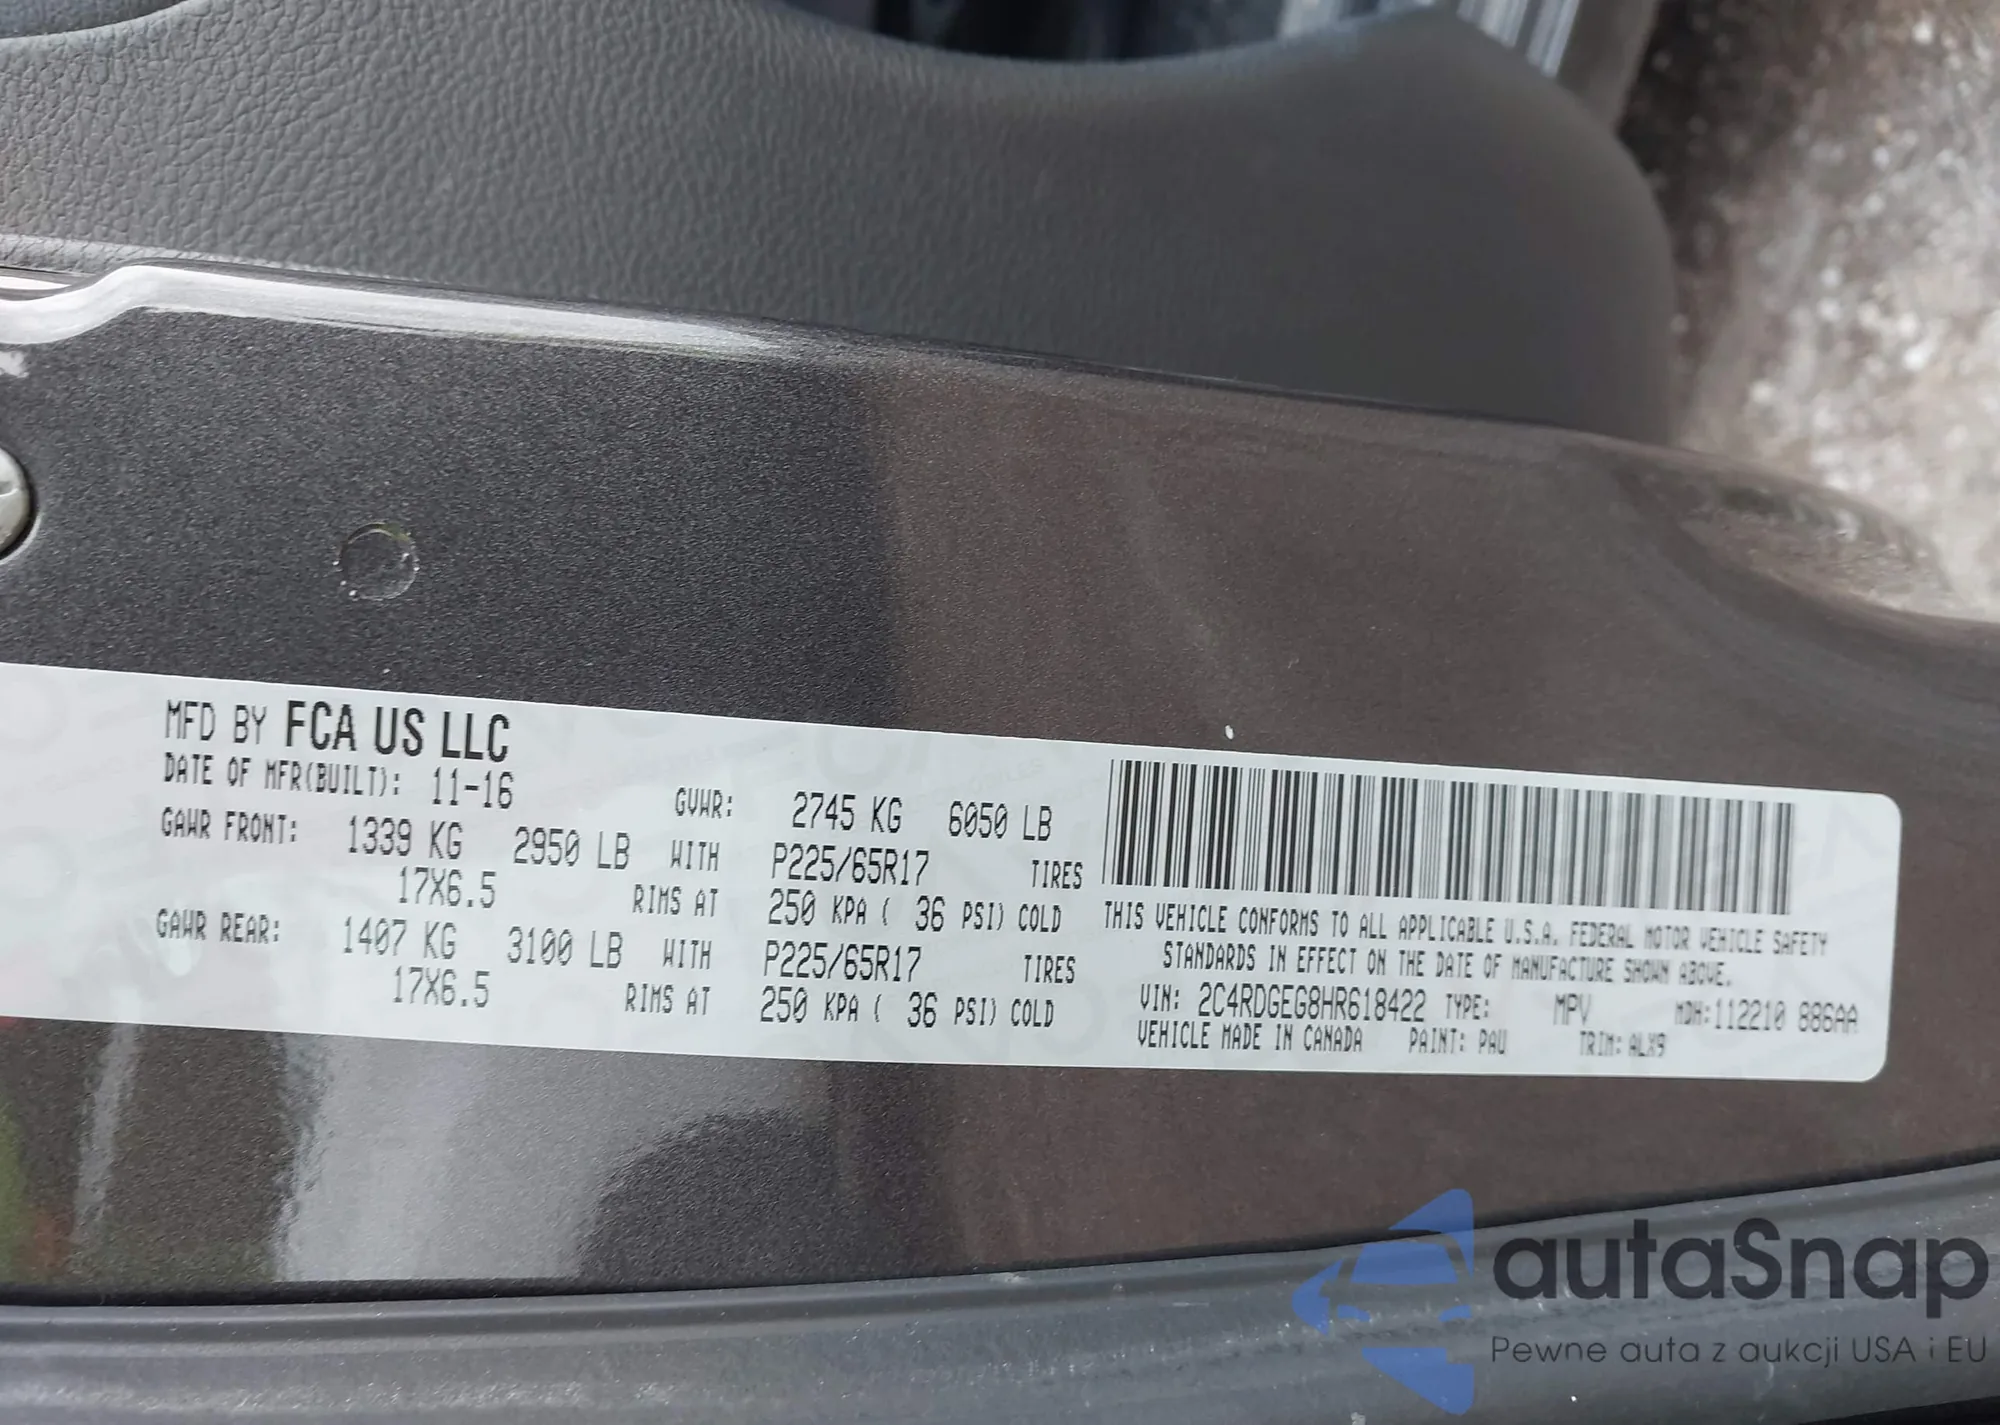 MFD BY FCA US LLC
DATE OF MFR(BUILT): 11-16 GVWR: 2745 KG 6050 LB
GAWR FRONT: 1339 KG 2950 LB WITH P225/65R17 TIRES
17X6.5 RIMS AT 250 KPA ( 36 PSI) COLD
GAWR REAR: 1407 KG 3100 LB WITH P225/65R17 TIRES
17X6.5 RIMS AT 250 KPA ( 36 PSI) COLD
THIS VEHICLE CONFORMS TO ALL APPLICABLE U.S.A. FEDERAL MOTOR VEHICLE SAFETY
STANDARDS IN EFFECT ON THE DATE OF MANUFACTURE SHOWN ABOVE.
VIN: 2C4RDGEG8HR618422 TYPE: MPV MDH:112210 886AA
VEHICLE MADE IN CANADA PAINT: PAU TRIM: ALX9
autaSnap
Pewne auta z aukcji USA i EU